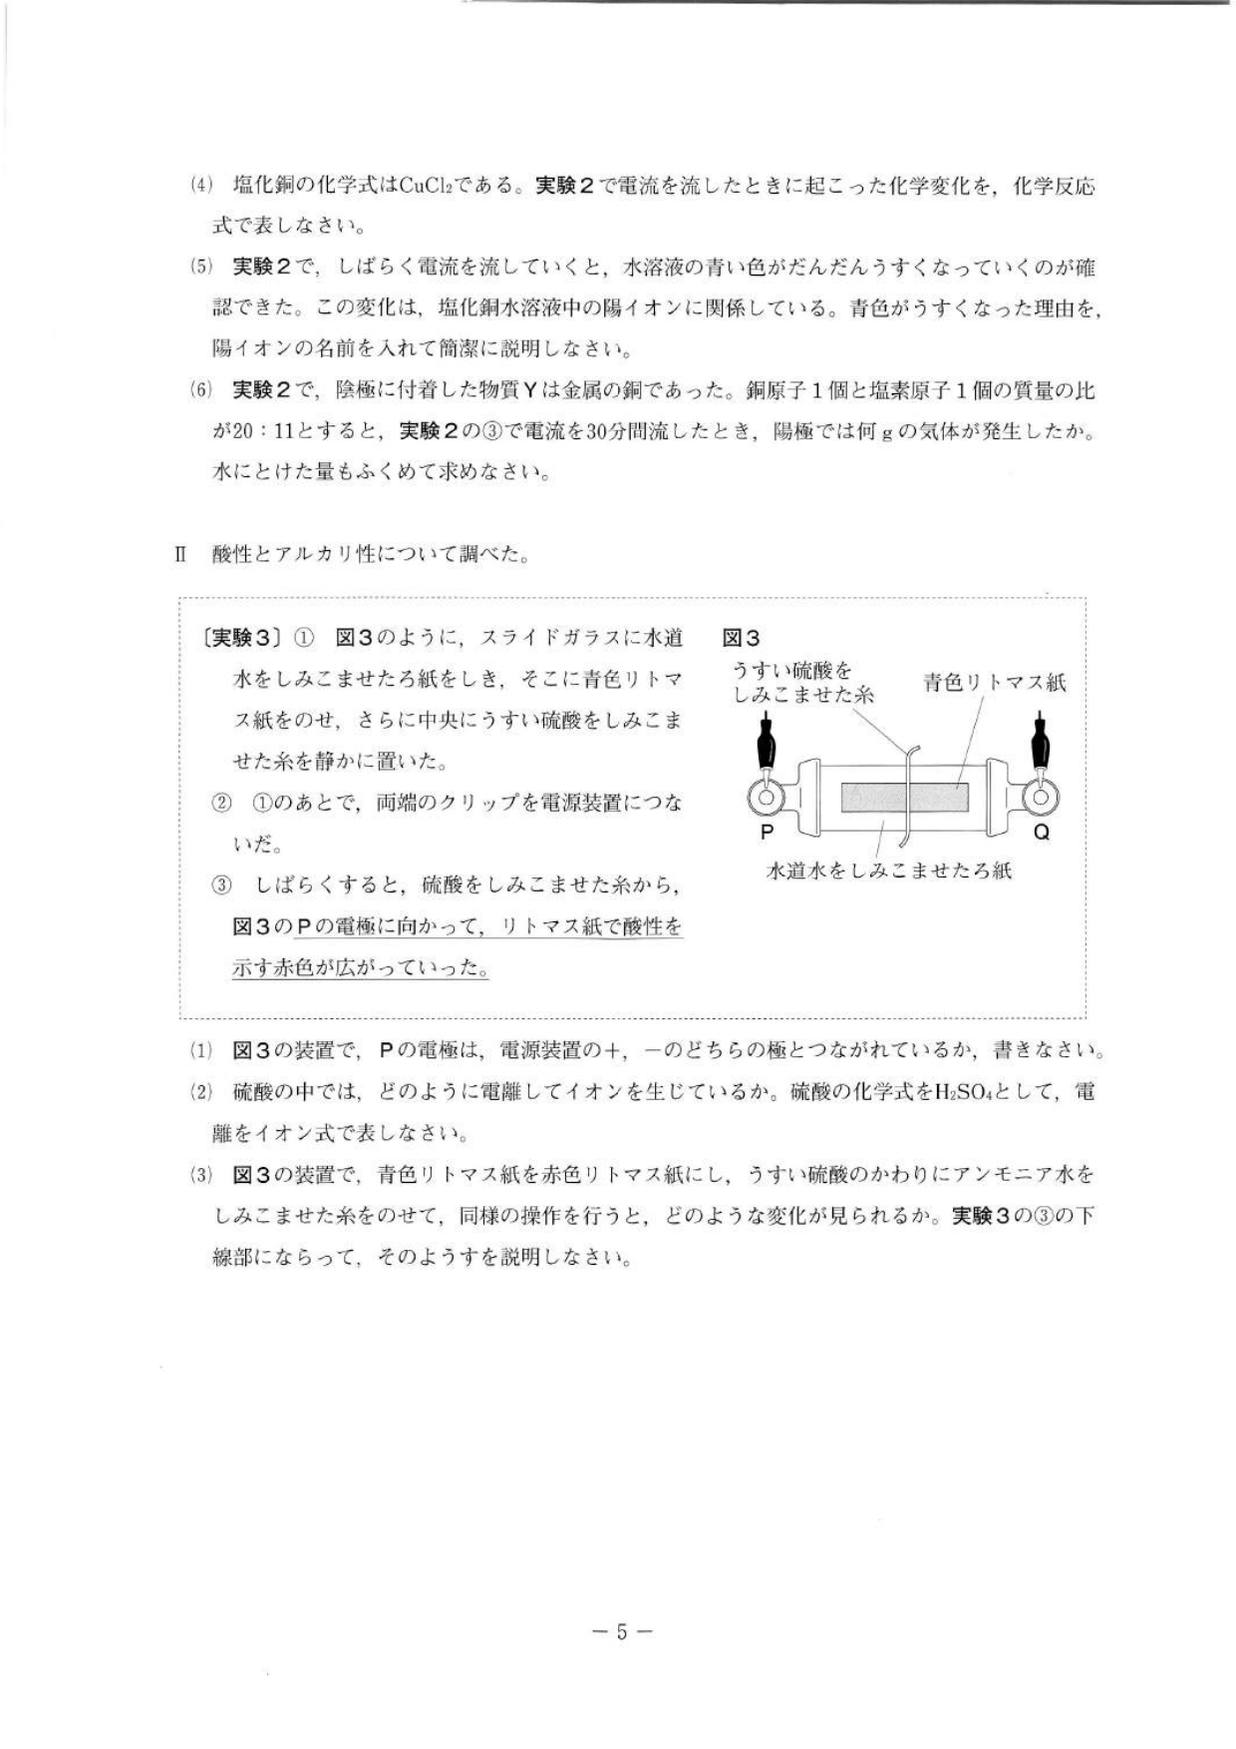 (4) 塩化銅の化学式はCuCl₂である。実験2で電流を流したときに起こった化学変化を，化学反応
式で表しなさい。
(5) 実験2で，しばらく電流を流していくと，水溶液の青い色がだんだんうすくなっていくのが確
認できた。この変化は，塩化銅水溶液中の陽イオンに関係している。青色がうすくなった理由を，
陽イオンの名前を入れて簡潔に説明しなさい。
(6) 実験2で，陰極に付着した物質Yは金属の銅であった。銅原子1個と塩素原子1個の質量の比
が20：11とすると，実験2の③で電流を30分間流したとき，陽極では何gの気体が発生したか。
水にとけた量もふくめて求めなさい。
Ⅱ 酸性とアルカリ性について調べた。
〔実験3〕① 図3のように，スライドガラスに水道
水をしみこませたろ紙をしき，そこに青色リトマ
ス紙をのせ，さらに中央にうすい硫酸をしみこま
せた糸を静かに置いた。
② ①のあとで，両端のクリップを電源装置につな
いだ。
③ しばらくすると，硫酸をしみこませた糸から，
図3のPの電極に向かって，リトマス紙で酸性を
示す赤色が広がっていった。
図3
うすい硫酸を
しみこませた糸
青色リトマス紙
P
Q
水道水をしみこませたろ紙
(1) 図3の装置で，Pの電極は，電源装置の＋，－のどちらの極とつながれているか，書きなさい。
(2) 硫酸の中では，どのように電離してイオンを生じているか。硫酸の化学式をH₂SO₄として，電
離をイオン式で表しなさい。
(3) 図3の装置で，青色リトマス紙を赤色リトマス紙にし，うすい硫酸のかわりにアンモニア水を
しみこませた糸をのせて，同様の操作を行うと，どのような変化が見られるか。実験3の③の下
線部にならって，そのようすを説明しなさい。
－5－